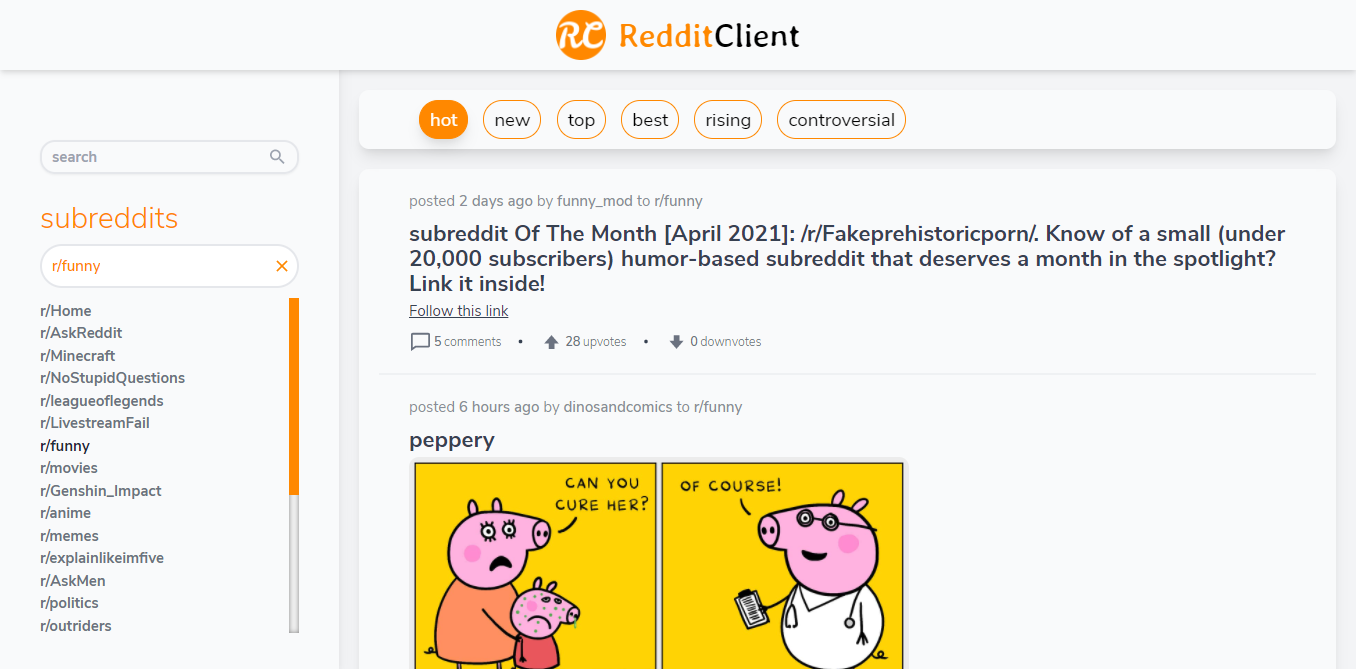 RC RedditClient
hot new top best rising controversial
search
subreddits
r/funny
r/Home
r/AskReddit
r/Minecraft
r/NoStupidQuestions
r/leagueoflegends
r/LivestreamFail
r/funny
r/movies
r/Genshin_Impact
r/anime
r/memes
r/explainlikeimfive
r/AskMen
r/politics
r/outriders
posted 2 days ago by funny_mod to r/funny
subreddit Of The Month [April 2021]: /r/Fakeprehistoricporn/. Know of a small (under
20,000 subscribers) humor-based subreddit that deserves a month in the spotlight?
Link it inside!
Follow this link
5 comments • 28 upvotes • 0 downvotes
posted 6 hours ago by dinosandcomics to r/funny
peppery
CAN YOU
CURE HER?
OF COURSE!